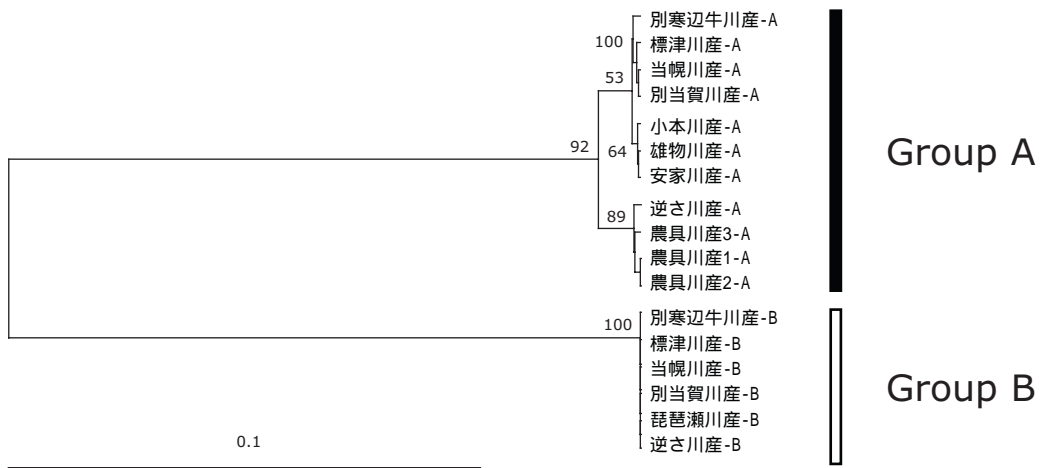 別寒辺牛川産-A
100
標津川産-A
当幌川産-A
53
別当賀川産-A
小本川産-A
92
64
雄物川産-A
Group A
安家川産-A
逆さ川産-A
89
農具川産3-A
農具川産1-A
農具川産2-A
別寒辺牛川産-B
100
標津川産-B
当幌川産-B
別当賀川産-B
Group B
琵琶瀬川産-B
逆さ川産-B
0.1